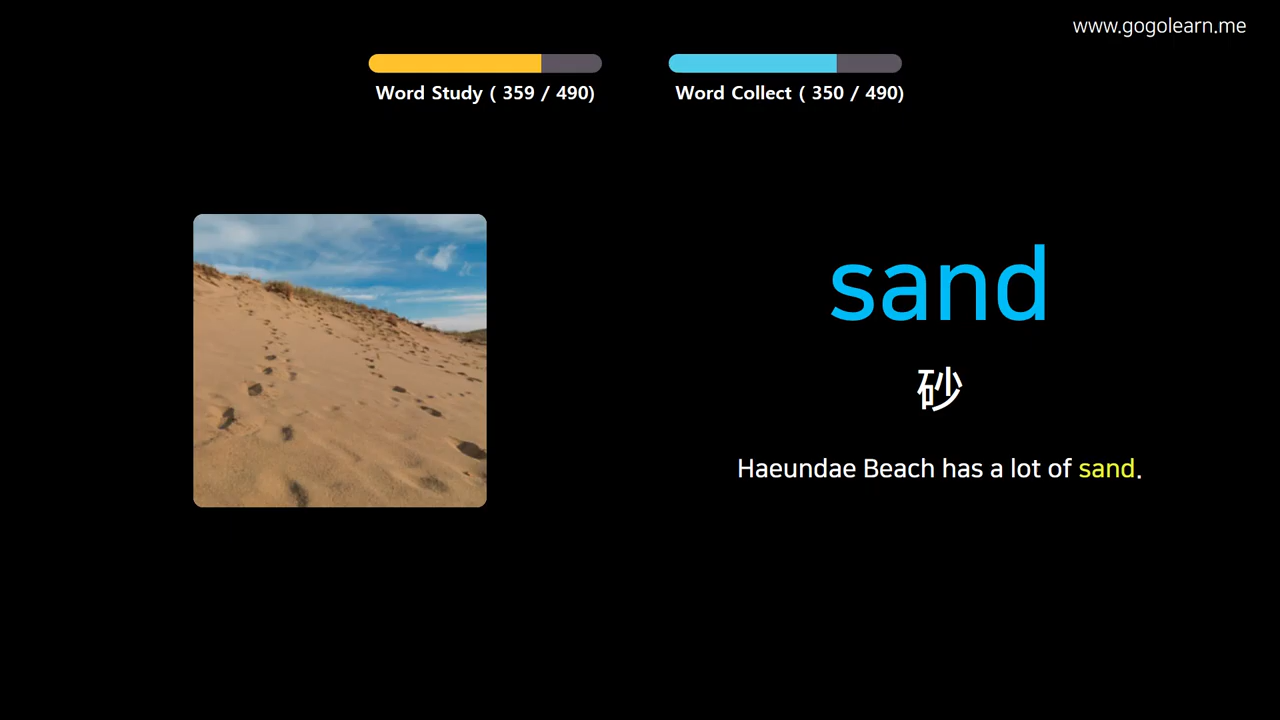 www.gogolearn.me
Word Study ( 359 / 490)
Word Collect ( 350 / 490)
sand
砂
Haeundae Beach has a lot of sand.